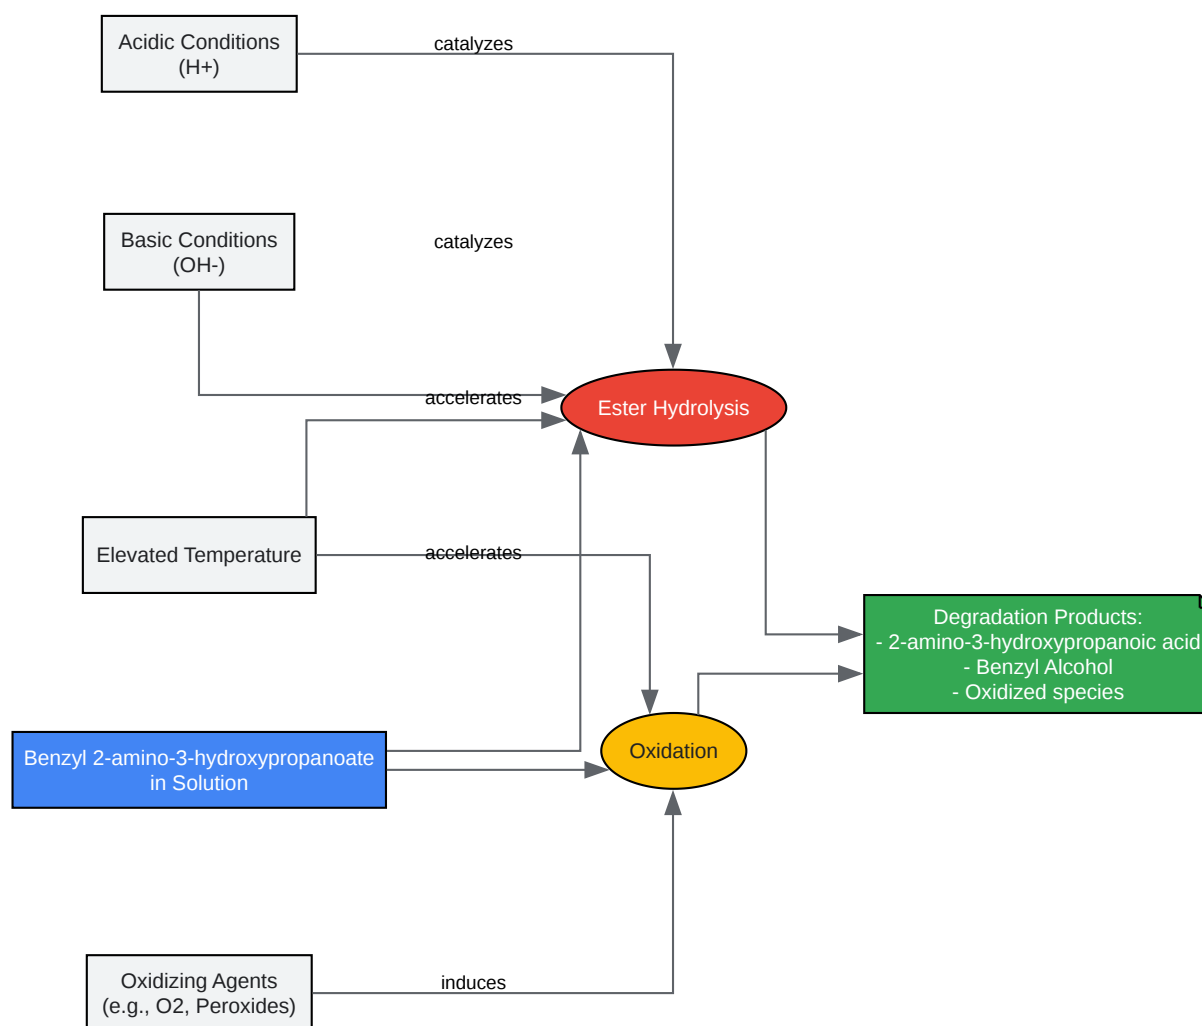 Acidic Conditions
(H+)
catalyzes
Basic Conditions
(OH-)
catalyzes
accelerates
Ester Hydrolysis
Elevated Temperature
accelerates
Degradation Products:
- 2-amino-3-hydroxypropanoic acid
- Benzyl Alcohol
- Oxidized species
Benzyl 2-amino-3-hydroxypropanoate
in Solution
Oxidation
Oxidizing Agents
(e.g., O2, Peroxides)
induces